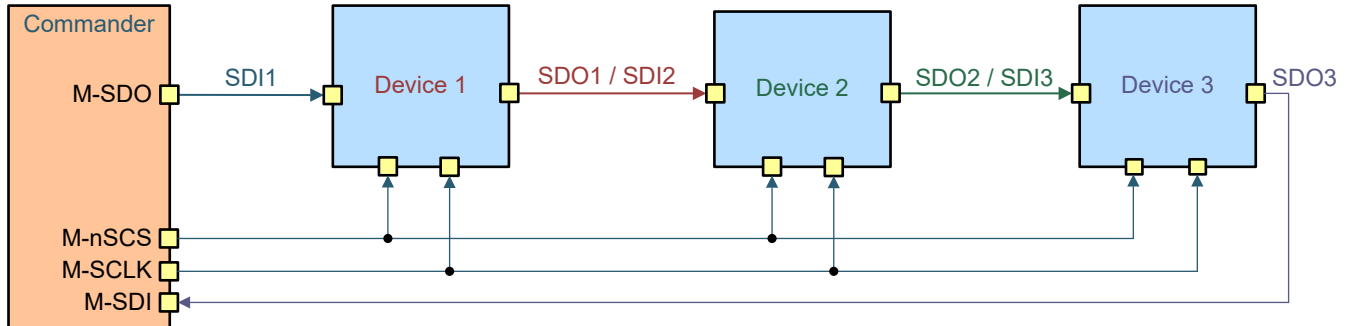 Commander
M-SDO
SDI1
Device 1
SDO1 / SDI2
Device 2
SDO2 / SDI3
Device 3
SDO3
M-nSCS
M-SCLK
M-SDI